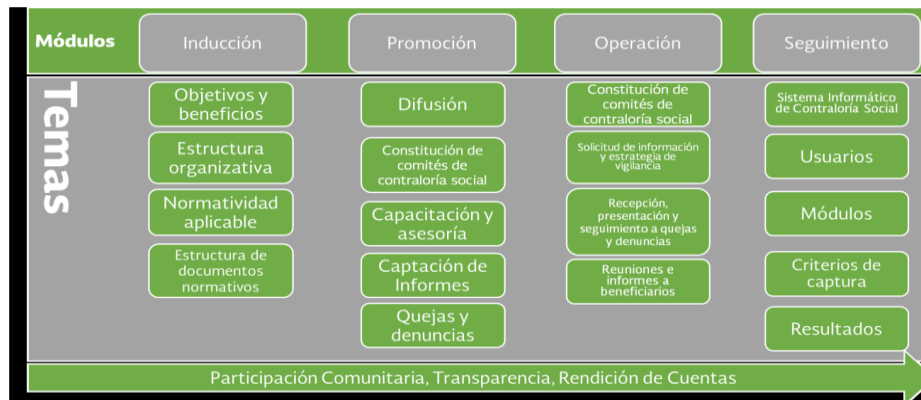 Módulos
Inducción
Promoción
Operación
Seguimiento
Temas
Objetivos y
beneficios
Estructura
organizativa
Normatividad
aplicable
Estructura de
documentos
normativos
Difusión
Constitución de
comités de
contraloría social
Capacitación y
asesoría
Captación de
Informes
Quejas y
denuncias
Constitución de
comités de
contraloría social
Solicitud de información
y estrategia de
vigilancia
Recepción,
presentación y
seguimiento a quejas
y denuncias
Reuniones e
informes a
beneficiarios
Sistema Informático
de Contraloría Social
Usuarios
Módulos
Criterios de
captura
Resultados
Participación Comunitaria, Transparencia, Rendición de Cuentas